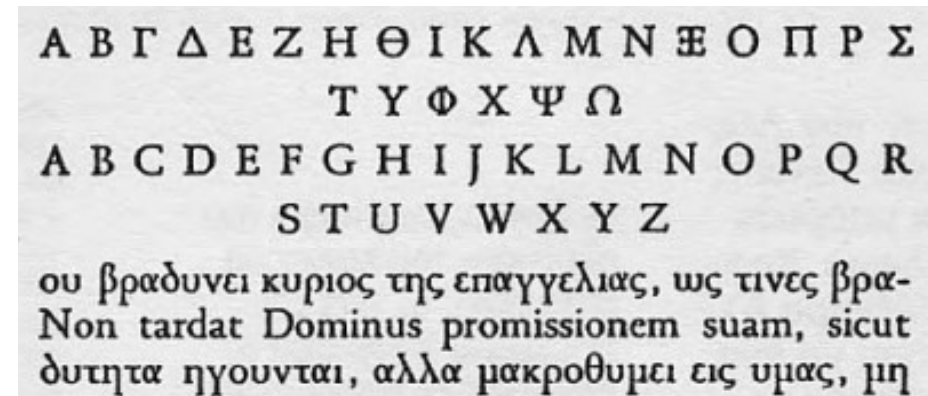 Α Β Γ Δ Ε Ζ Η Θ Ι Κ Λ Μ Ν Ξ Ο Π Ρ Σ
Τ Υ Φ Χ Ψ Ω
A B C D E F G H I J K L M N O P Q R
S T U V W X Y Z
ου βραδυνει κυριος της επαγγελιας, ως τινες βρα-
Non tardat Dominus promissionem suam, sicut
δυτητα ηγουνται, αλλα μακροθυμει εις υμας, μη